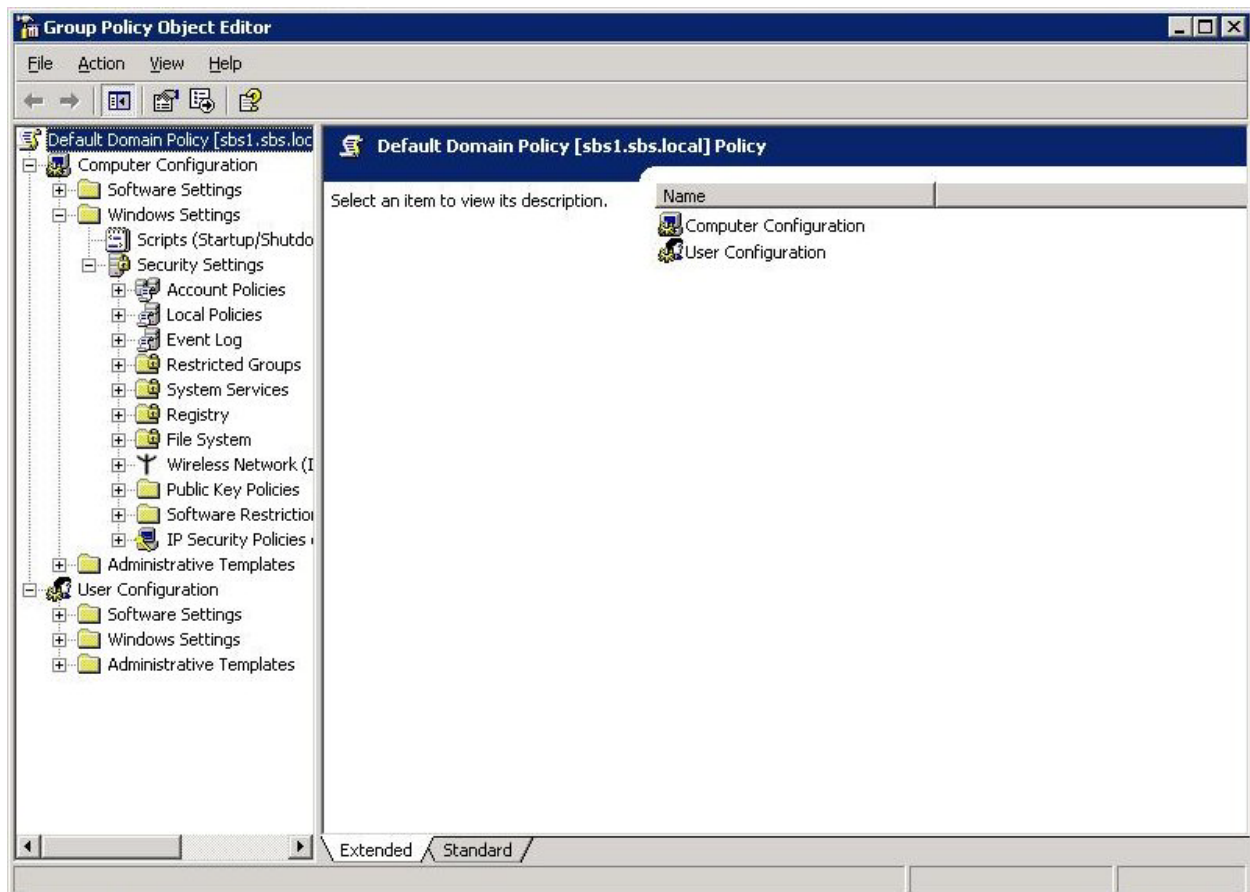 Group Policy Object Editor
File Action View Help
Default Domain Policy [sbs1.sbs.loc
Computer Configuration
Software Settings
Windows Settings
Scripts (Startup/Shutdo
Security Settings
Account Policies
Local Policies
Event Log
Restricted Groups
System Services
Registry
File System
Wireless Network (I
Public Key Policies
Software Restriction
IP Security Policies
Administrative Templates
User Configuration
Software Settings
Windows Settings
Administrative Templates
Default Domain Policy [sbs1.sbs.local] Policy
Select an item to view its description.
Name
Computer Configuration
User Configuration
Extended Standard